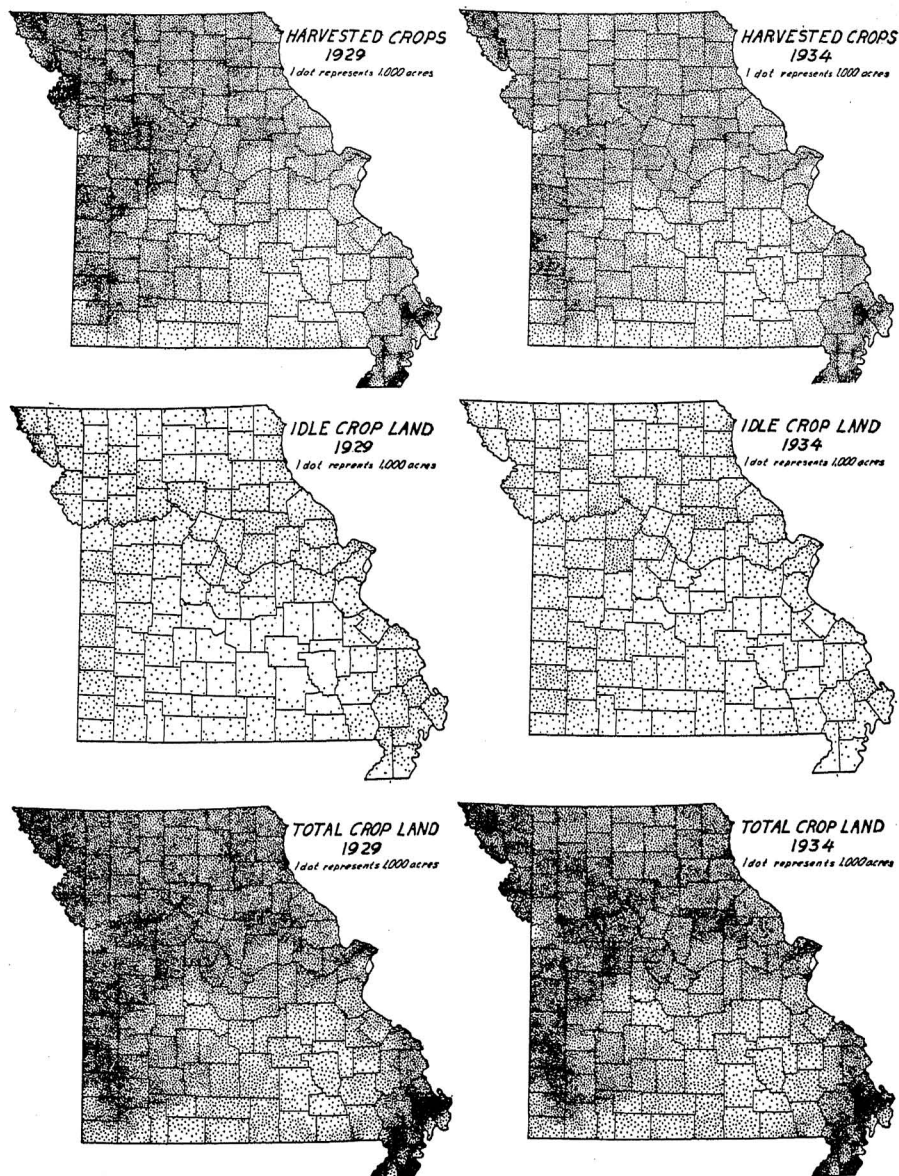 HARVESTED CROPS
1929
1 dot represents 1,000 acres
HARVESTED CROPS
1934
1 dot represents 1,000 acres
IDLE CROP LAND
1929
1 dot reprents 1,000 acres
IDLE CROP LAND
1934
1 dot represents 1,000 acres
TOTAL CROP LAND
1929
1 dot represents 1,000 acres
TOTAL CROP LAND
1934
1 dot represents 1,000 acres